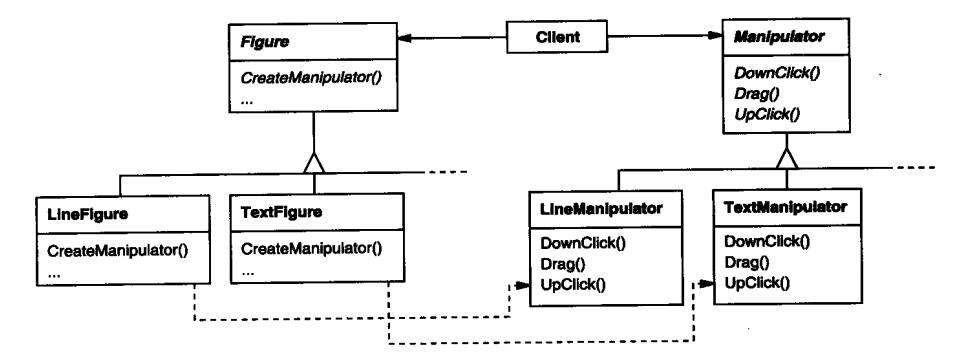 Figure
CreateManipulator()
...
Client
Manipulator
DownClick()
Drag()
UpClick()
LineFigure
CreateManipulator()
...
TextFigure
CreateManipulator()
...
LineManipulator
DownClick()
Drag()
UpClick()
TextManipulator
DownClick()
Drag()
UpClick()